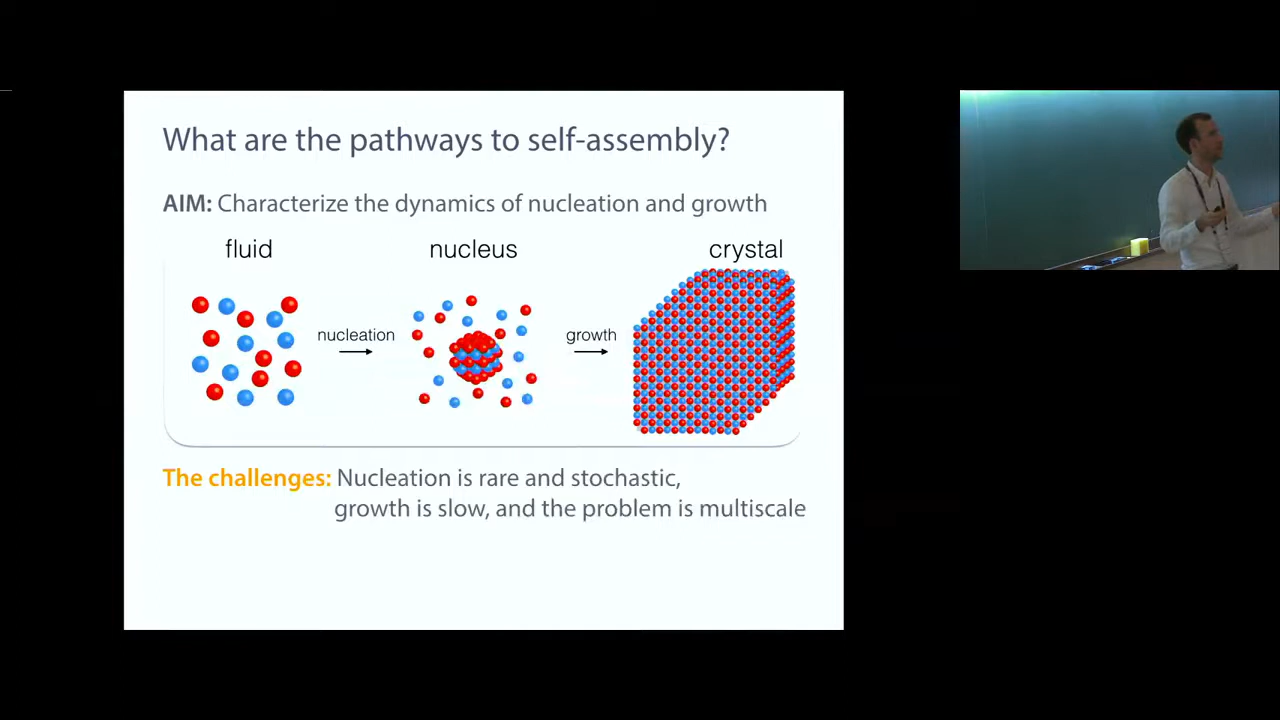 What are the pathways to self-assembly?
AIM: Characterize the dynamics of nucleation and growth
fluid
nucleus
crystal
nucleation
growth
The challenges: Nucleation is rare and stochastic,
growth is slow, and the problem is multiscale